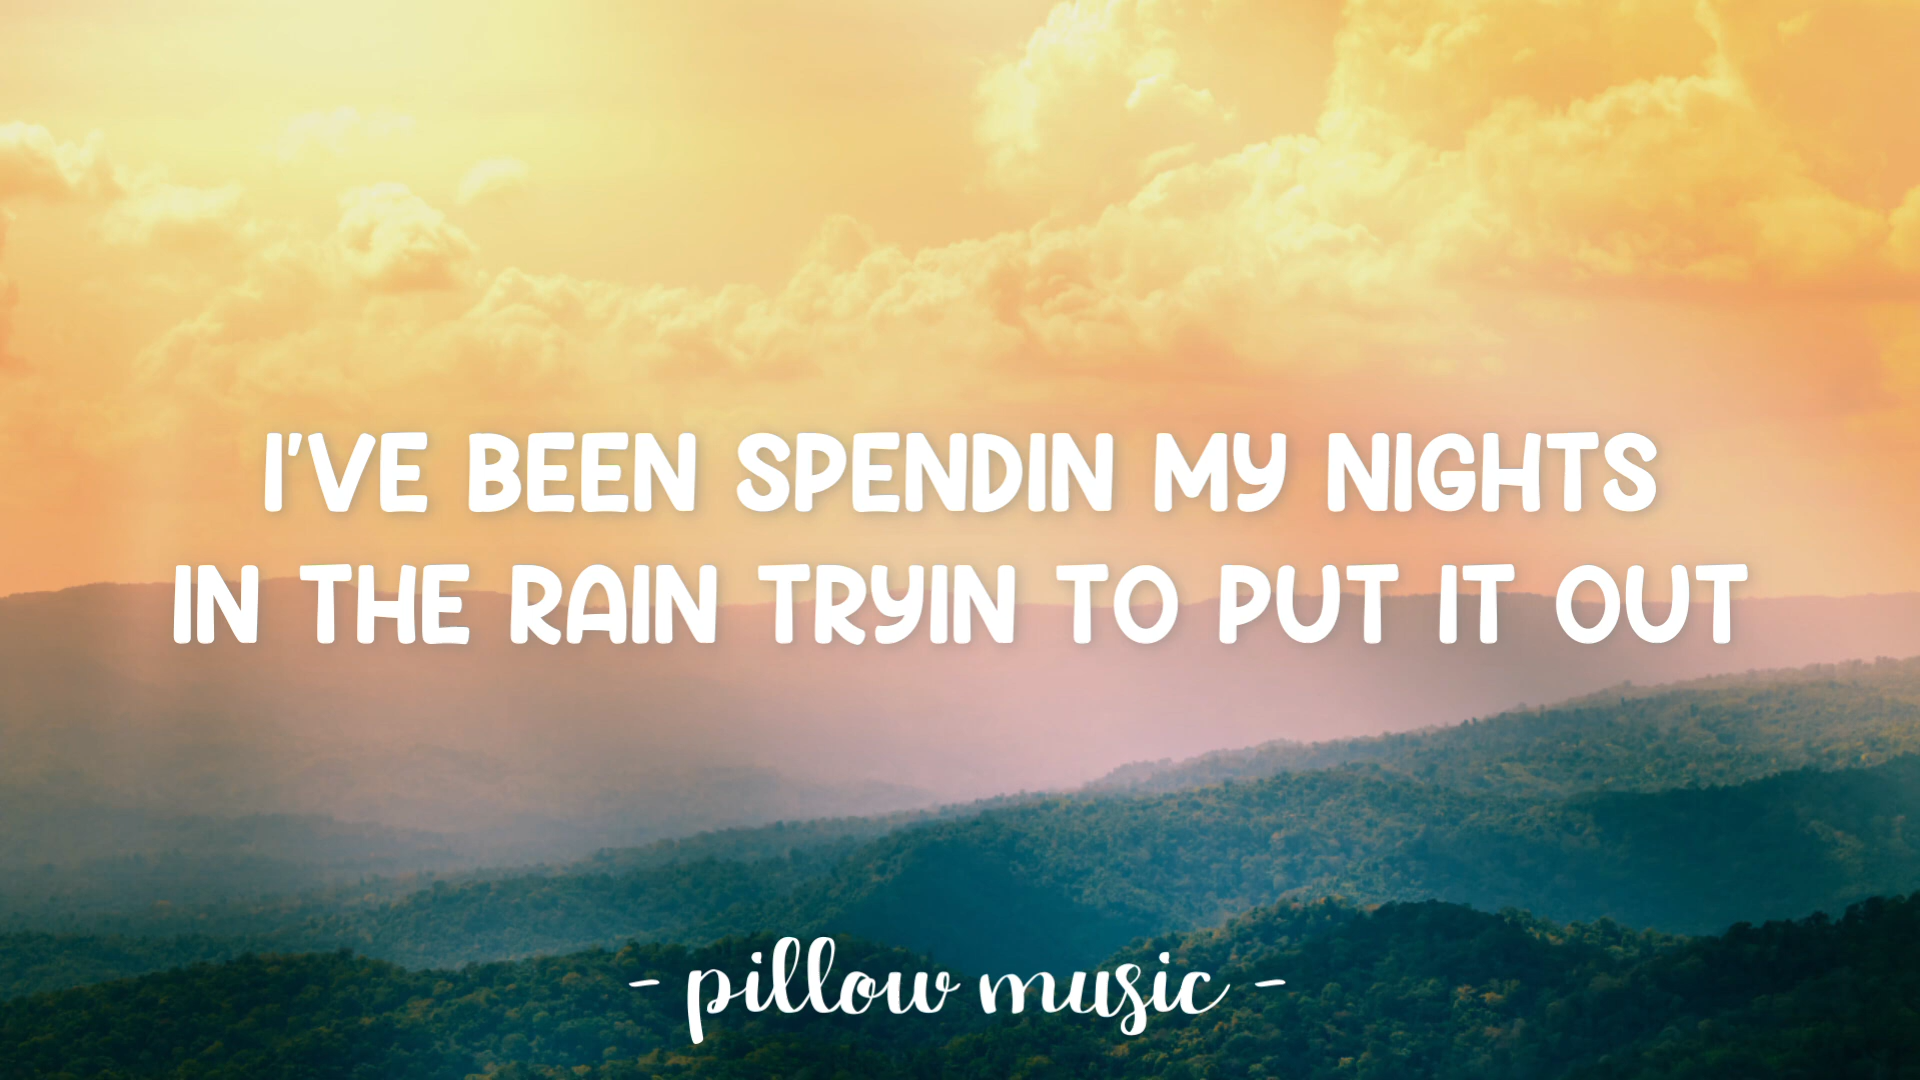 I'VE BEEN SPENDIN MY NIGHTS
IN THE RAIN TRYIN TO PUT IT OUT
- pillow music -